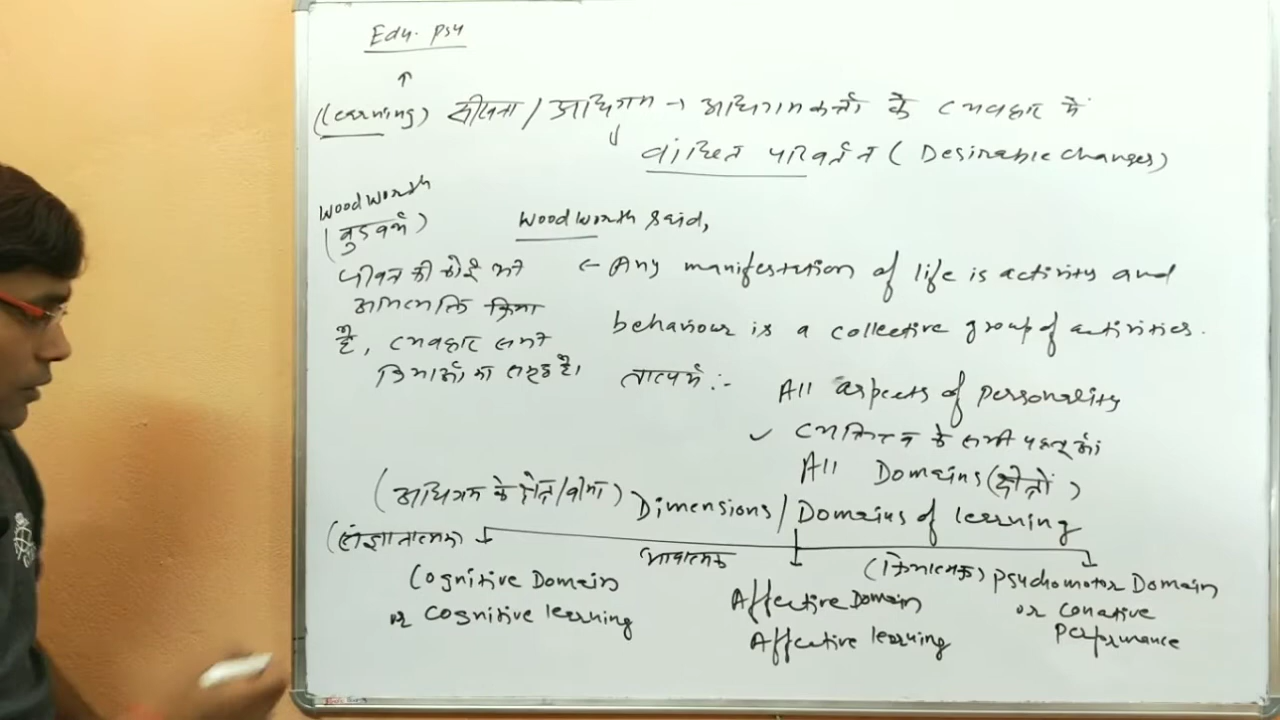 Edu. Psy
(Learning) सीखना / अधिगम → अधिगमकर्ता के व्यवहार में
वांछित परिवर्तन ( Desirable changes)
Woodworth
(वुडवर्थ)
Woodworth said,
जीवन की कोई भी
← Any manifestation of life is activity and
अभिव्यक्ति क्रिया
behaviour is a collective group of activities.
है, व्यवहार सभी
क्रियाओं का समूह है।
तात्पर्य :-
All aspects of personality
✓ व्यक्तित्व के सभी पहलूओं
All Domains (क्षेत्रों)
(अधिगम के क्षेत्र/सीमा) Dimensions / Domains of learning
(संज्ञानात्मक)
भावात्मक
(क्रियात्मक) Psychomotor Domain
Cognitive Domain
Affective Domain
or conative
or cognitive learning
Affective learning
Performance